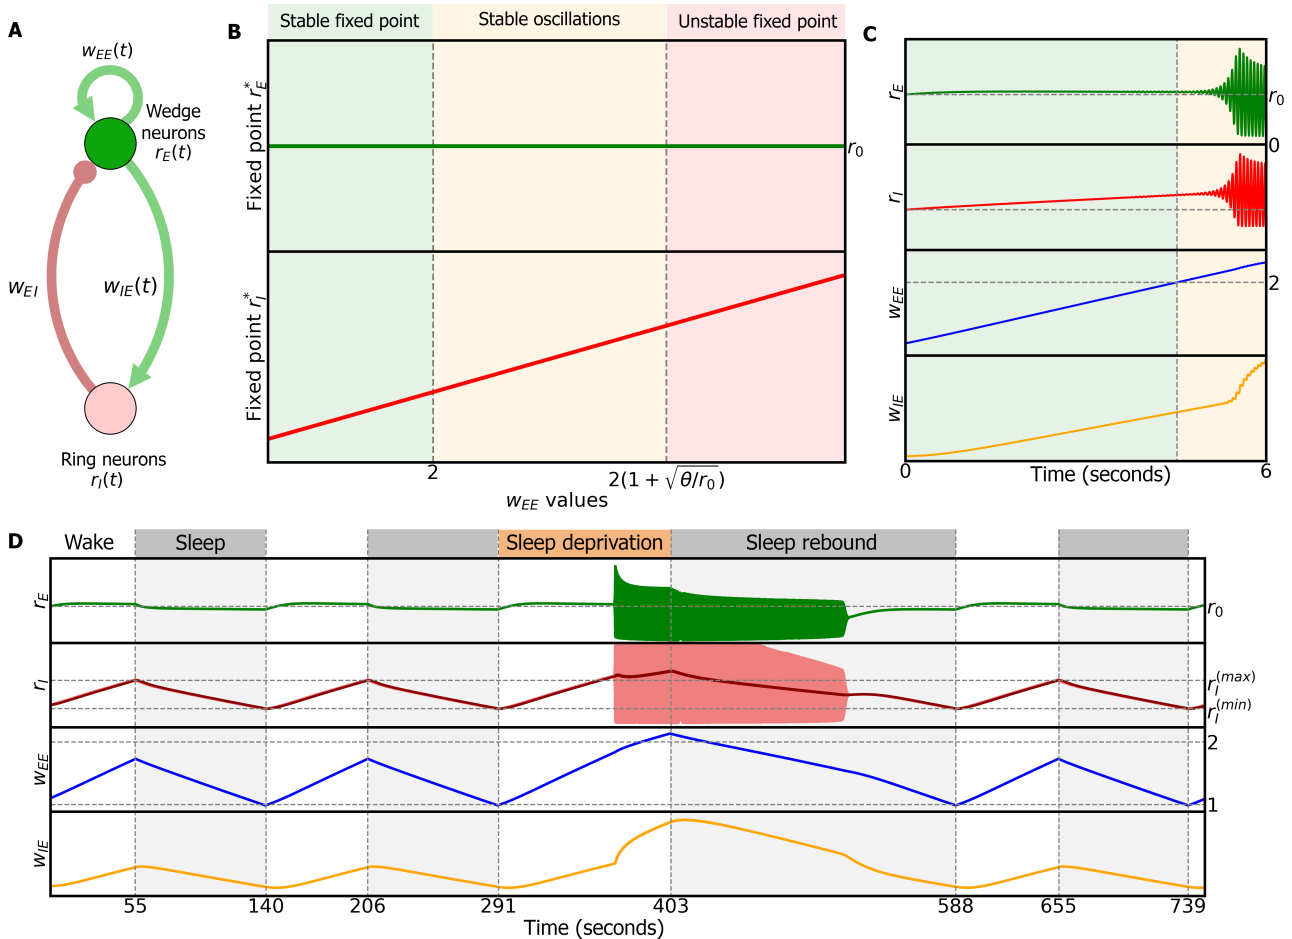 A
w_EE(t)
Wedge
neurons
r_E(t)
w_EI
w_IE(t)
Ring neurons
r_I(t)
B
Stable fixed point
Stable oscillations
Unstable fixed point
Fixed point r_E^*
r_0
Fixed point r_I^*
2
2(1 + √θ/r_0)
w_EE values
C
r_E
r_0
0
r_I
w_EE
2
w_IE
0
Time (seconds)
6
D
Wake
Sleep
Sleep deprivation
Sleep rebound
r_E
r_0
r_I
r_I^(max)
r_I^(min)
w_EE
2
1
w_IE
55
140
206
291
403
588
655
739
Time (seconds)